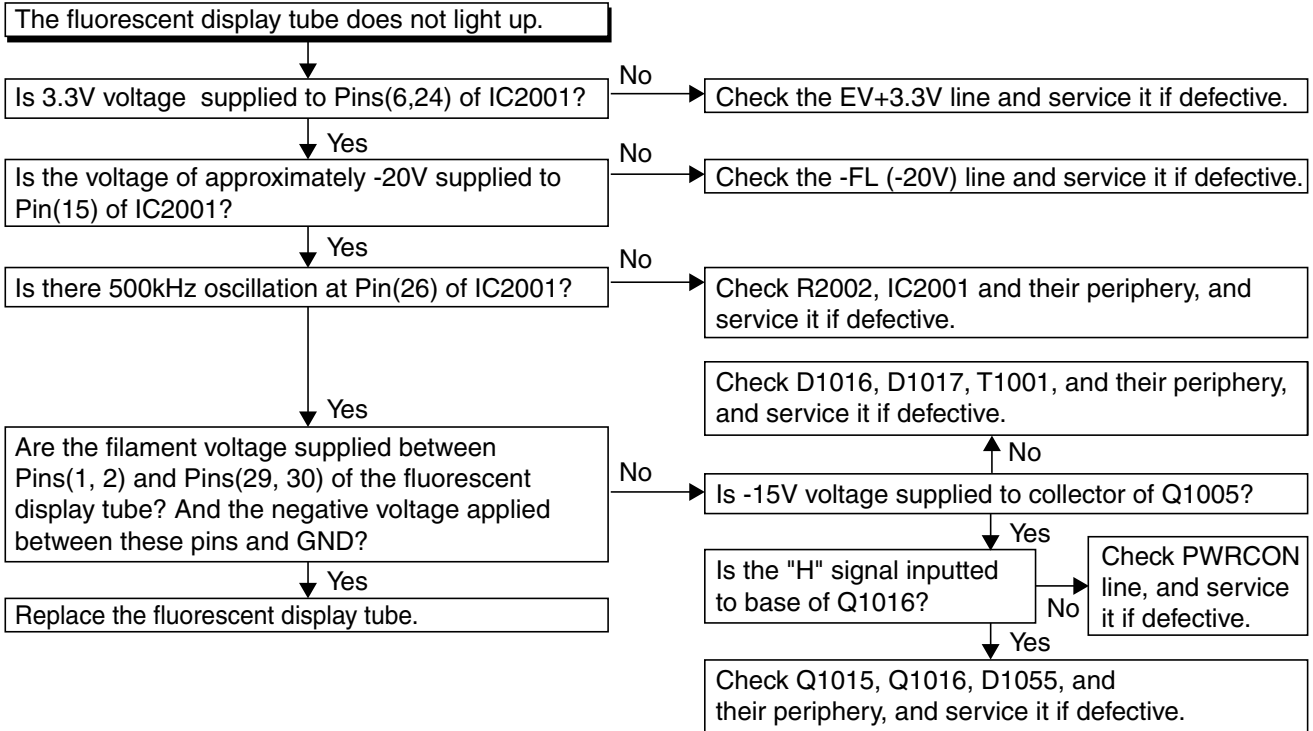 The fluorescent display tube does not light up.
Is 3.3V voltage  supplied to Pins(6,24) of IC2001?
No
Check the EV+3.3V line and service it if defective.
Yes
Is the voltage of approximately -20V supplied to
Pin(15) of IC2001?
No
Check the -FL (-20V) line and service it if defective.
Yes
Is there 500kHz oscillation at Pin(26) of IC2001?
No
Check R2002, IC2001 and their periphery, and
service it if defective.
Yes
Are the filament voltage supplied between
Pins(1, 2) and Pins(29, 30) of the fluorescent
display tube? And the negative voltage applied
between these pins and GND?
No
Check D1016, D1017, T1001, and their periphery,
and service it if defective.
No
Is -15V voltage supplied to collector of Q1005?
Yes
Is the "H" signal inputted
to base of Q1016?
No
Check PWRCON
line, and service
it if defective.
Yes
Check Q1015, Q1016, D1055, and
their periphery, and service it if defective.
Yes
Replace the fluorescent display tube.